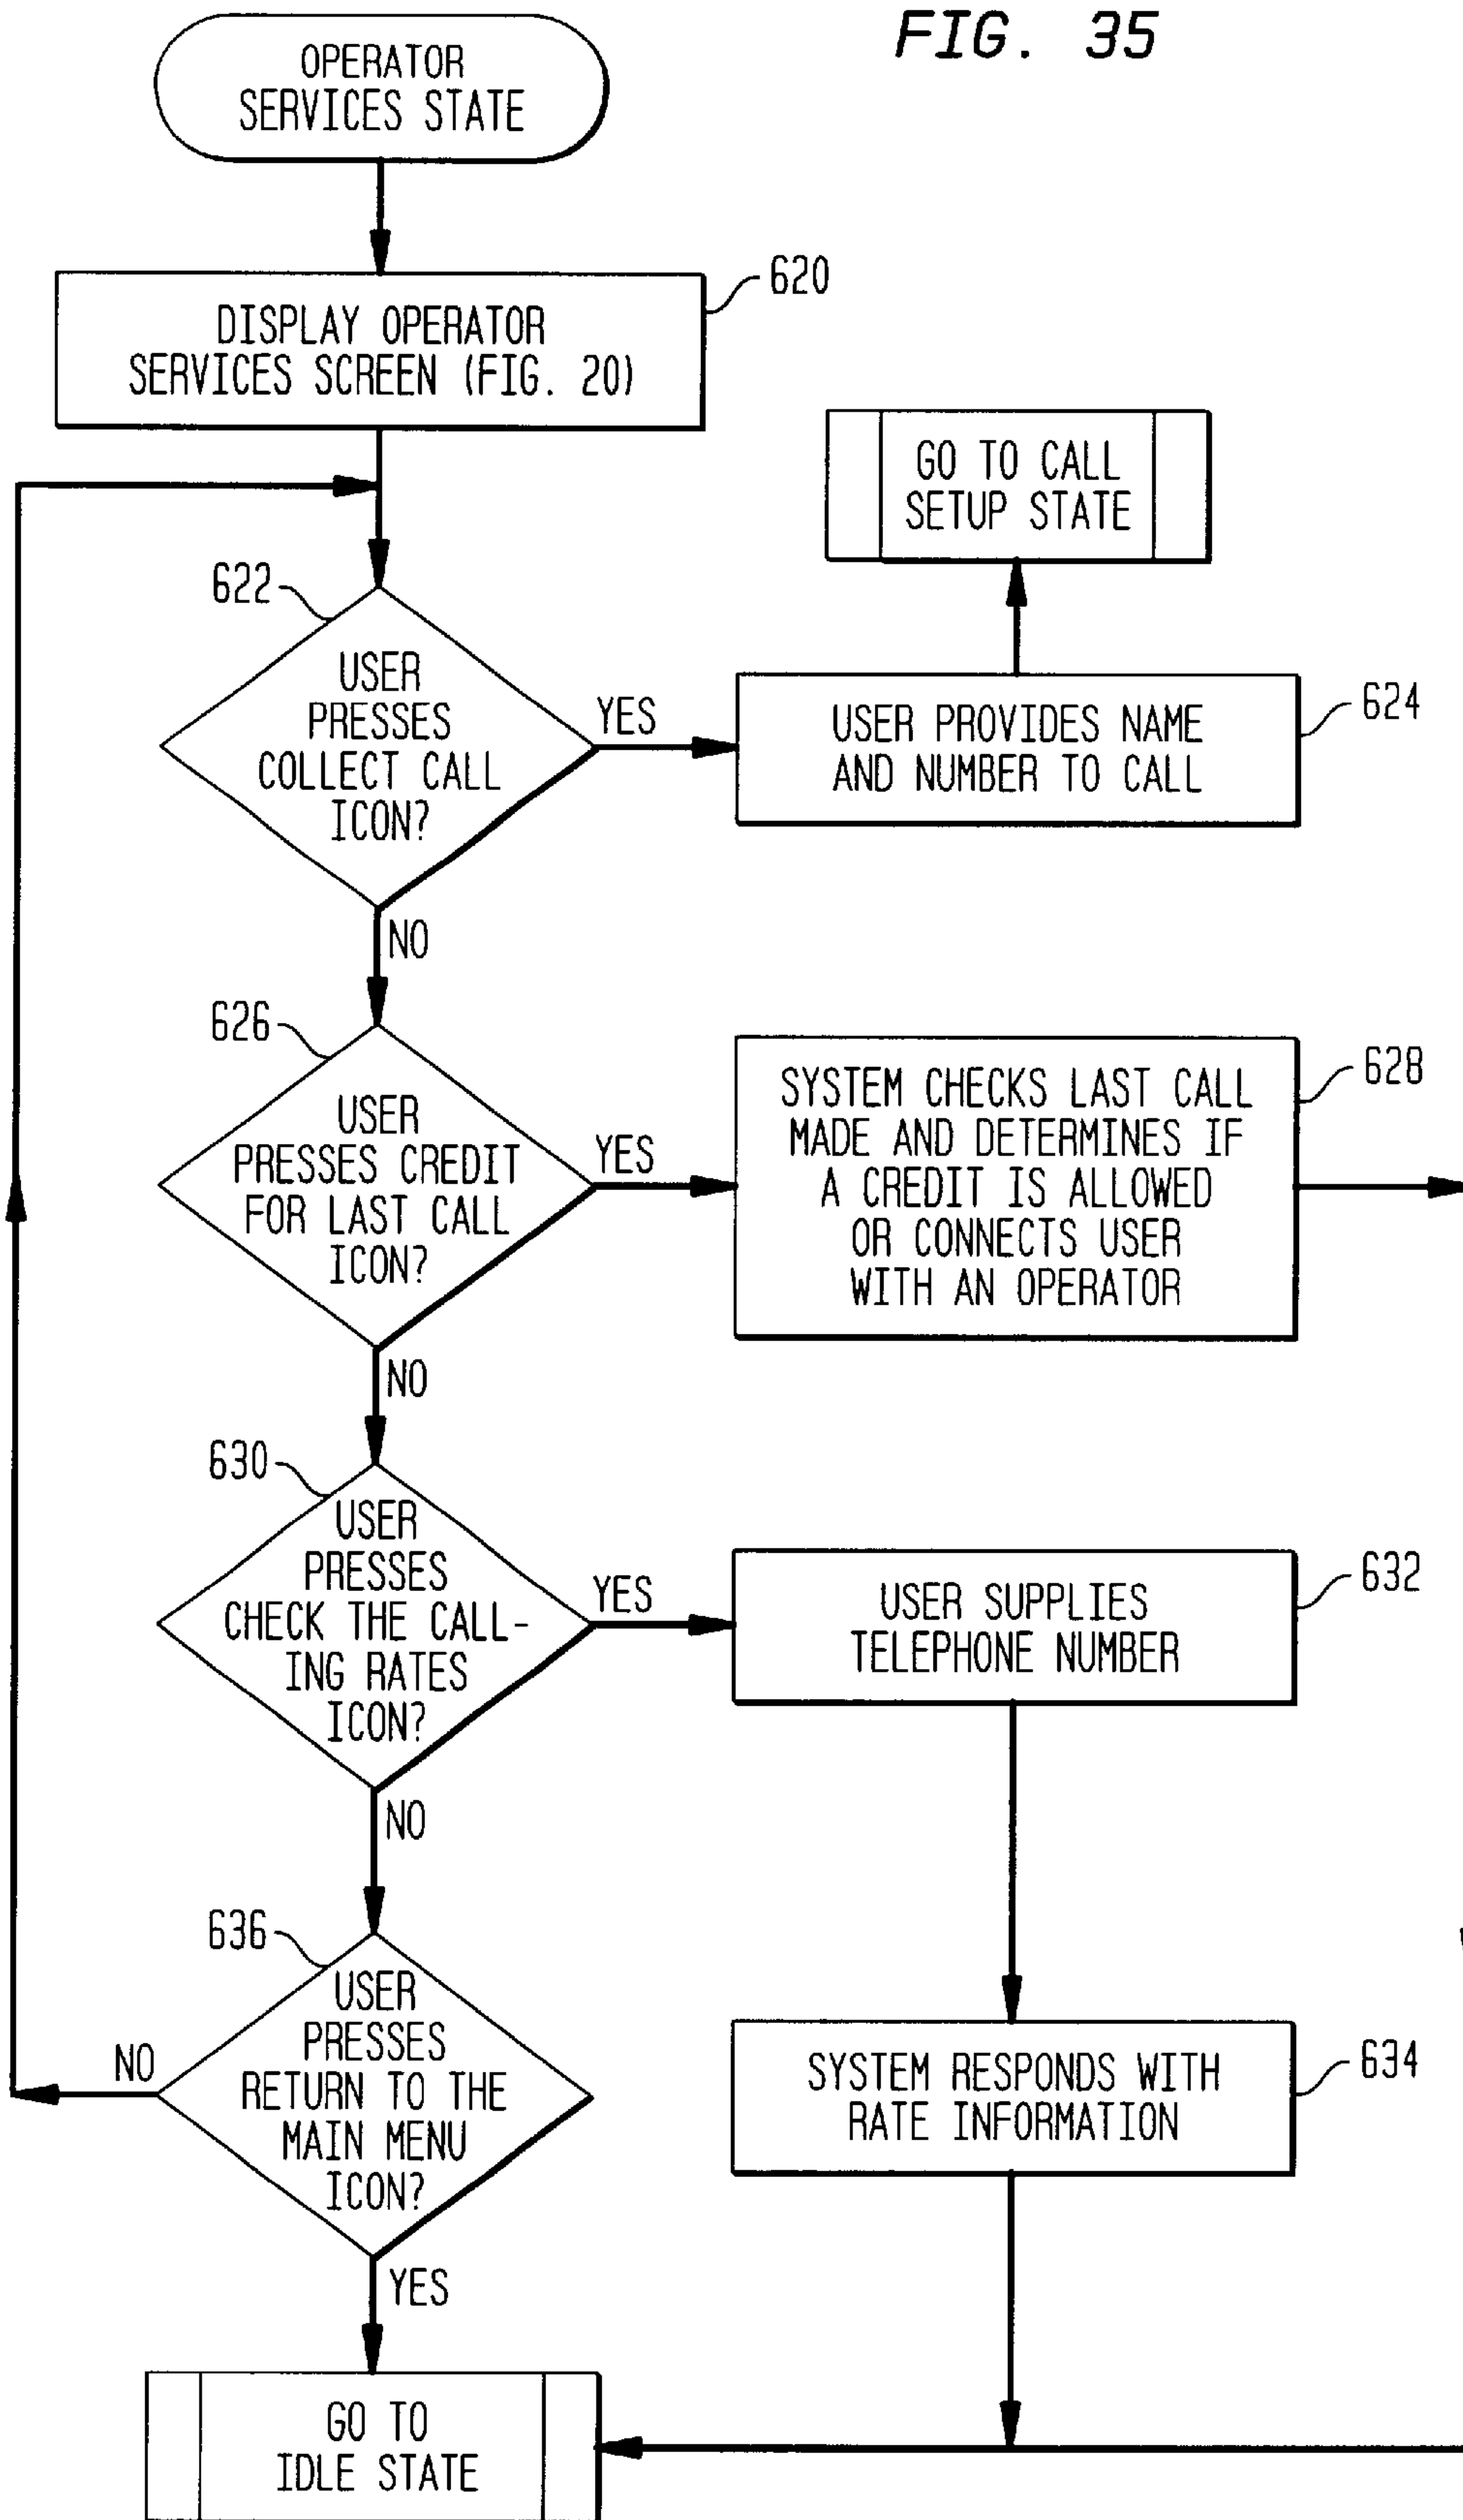 FIG. 35
OPERATOR
SERVICES STATE
620
DISPLAY OPERATOR
SERVICES SCREEN (FIG. 20)
GO TO CALL
SETUP STATE
622
USER
PRESSES
COLLECT CALL
ICON?
YES
624
USER PROVIDES NAME
AND NUMBER TO CALL
NO
626
USER
PRESSES CREDIT
FOR LAST CALL
ICON?
YES
628
SYSTEM CHECKS LAST CALL
MADE AND DETERMINES IF
A CREDIT IS ALLOWED
OR CONNECTS USER
WITH AN OPERATOR
NO
630
USER
PRESSES
CHECK THE CALL-
ING RATES
ICON?
YES
632
USER SUPPLIES
TELEPHONE NUMBER
NO
636
USER
PRESSES
RETURN TO THE
MAIN MENU
ICON?
NO
634
SYSTEM RESPONDS WITH
RATE INFORMATION
YES
GO TO
IDLE STATE